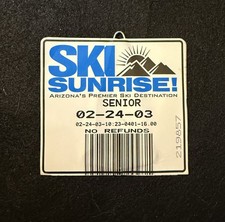 SKI
SUNRISE!
ARIZONA'S PREMIER SKI DESTINATION
SENIOR
02-24-03
02-24-03-10:23-0401-16.00
NO REFUNDS
219857